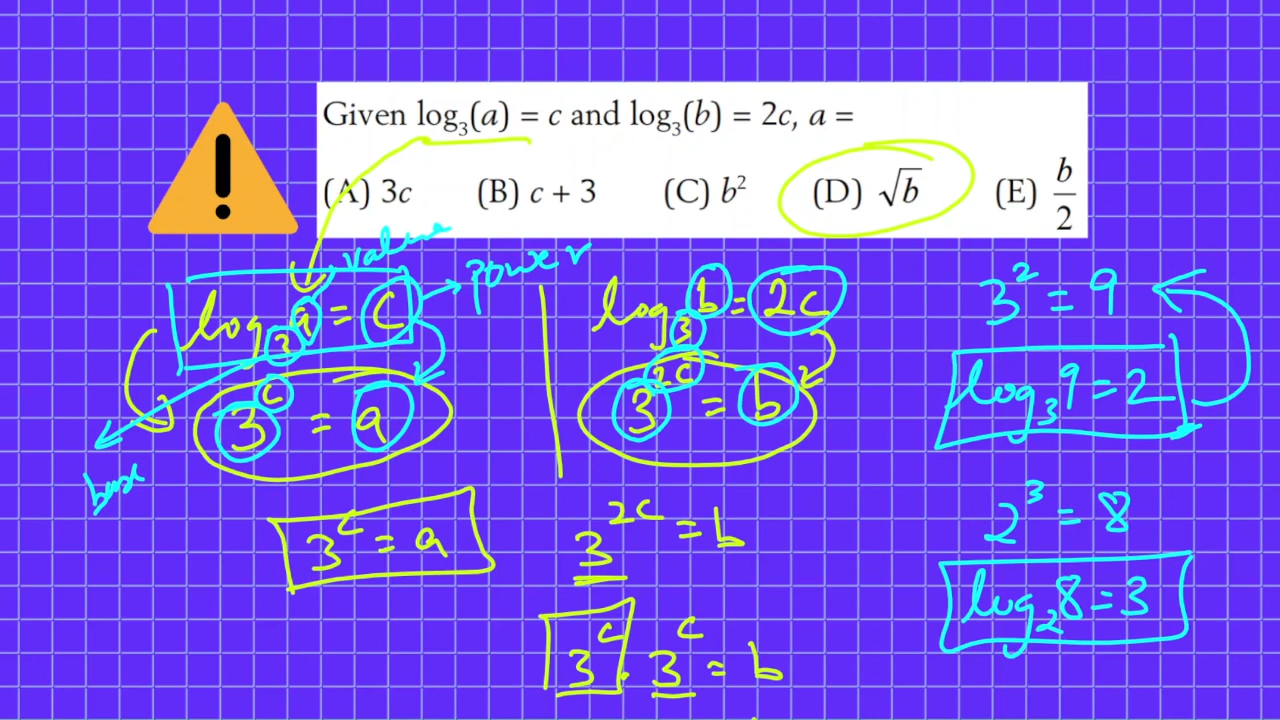 Given log₃(a) = c and log₃(b) = 2c, a =
(A) 3c (B) c + 3 (C) b² (D) √b (E) b/2
value
power
log₃ a = c
base
3ᶜ = a
3ᶜ = a
log₃ b = 2c
3²ᶜ = b
3²ᶜ = b
3ᶜ . 3ᶜ = b
3² = 9
log₃ 9 = 2
2³ = 8
log₂ 8 = 3